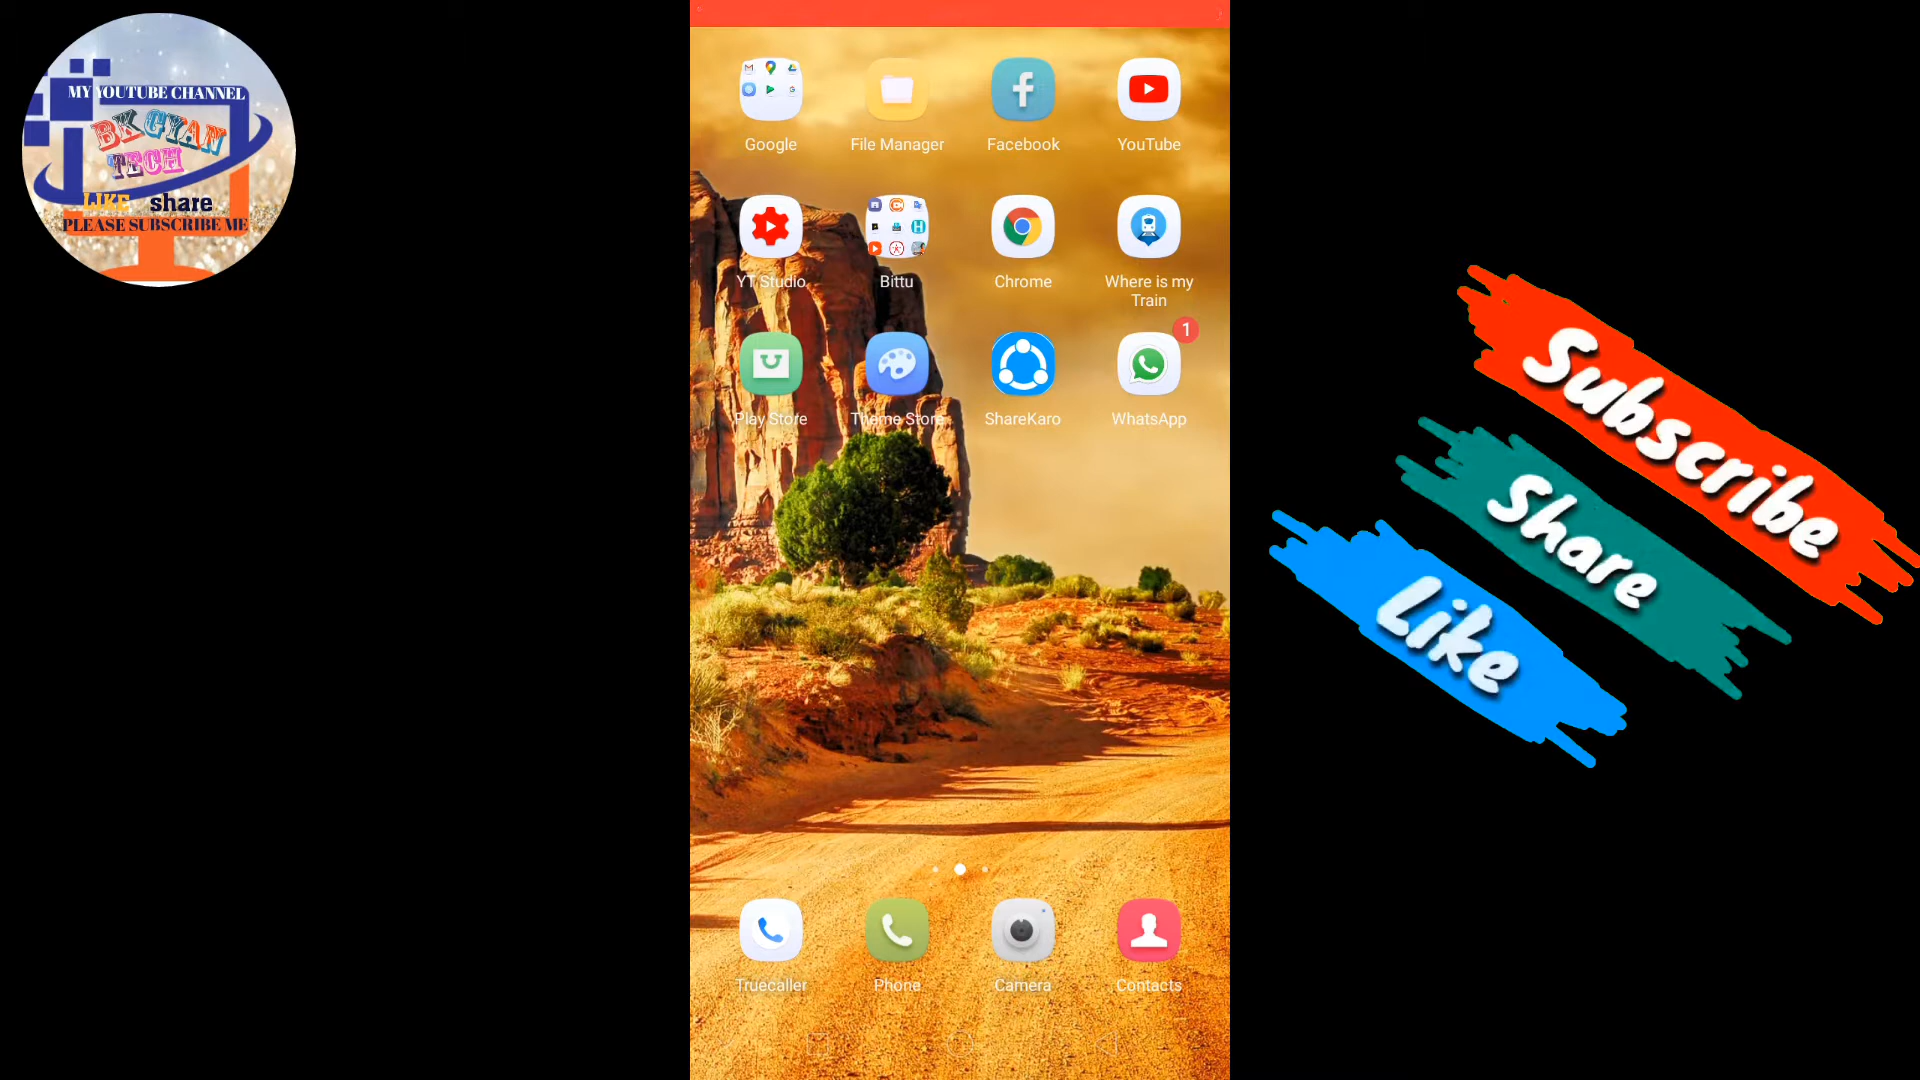 MY YOUTUBE CHANNEL
BK GYAN
TECH
LIKE share
PLEASE SUBSCRIBE ME
Google
File Manager
Facebook
YouTube
YT Studio
Bittu
Chrome
Where is my
Train
1
Play Store
Theme Store
ShareKaro
WhatsApp
Truecaller
Phone
Camera
Contacts
Subscribe
Share
Like